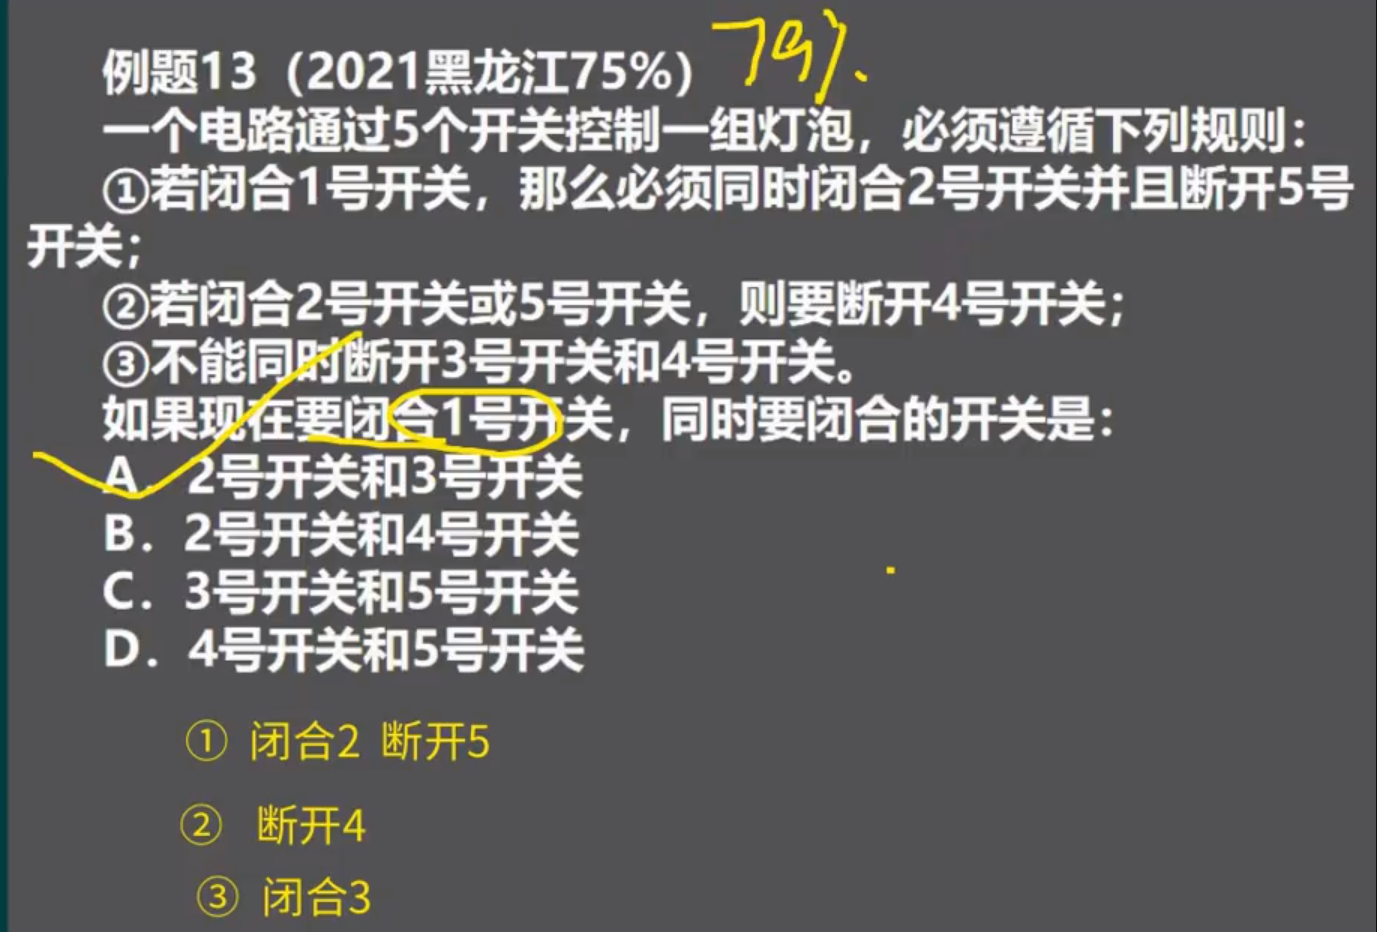 例题13（2021黑龙江75%） 79%.
一个电路通过5个开关控制一组灯泡，必须遵循下列规则：
①若闭合1号开关，那么必须同时闭合2号开关并且断开5号
开关；
②若闭合2号开关或5号开关，则要断开4号开关；
③不能同时断开3号开关和4号开关。
如果现在要闭合1号开关，同时要闭合的开关是：
A．2号开关和3号开关
B．2号开关和4号开关
C．3号开关和5号开关
D．4号开关和5号开关
① 闭合2 断开5
② 断开4
③ 闭合3